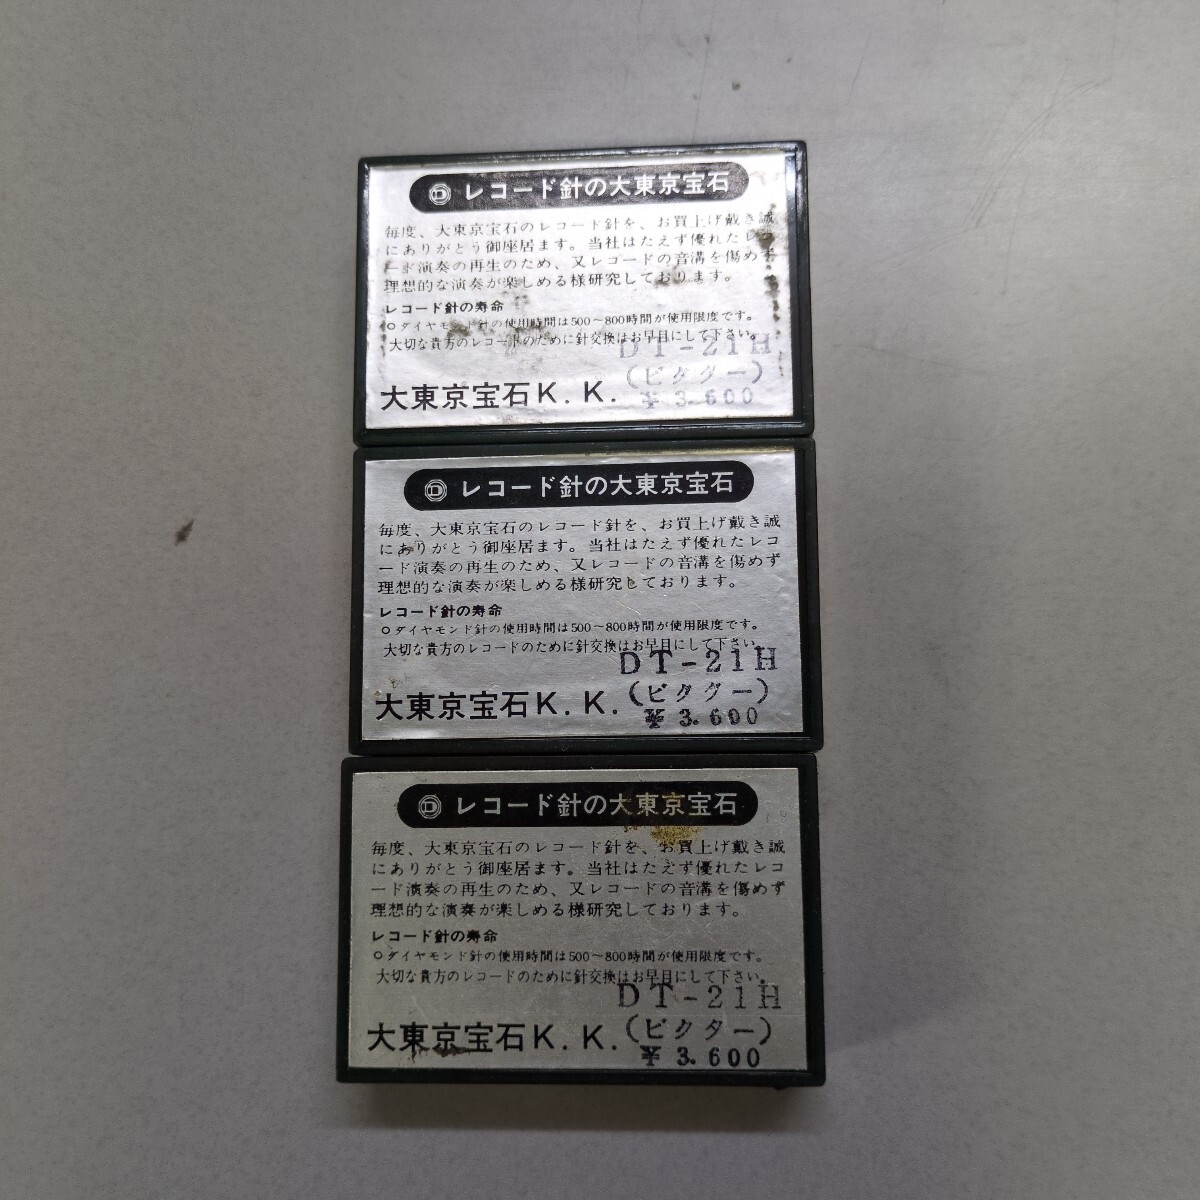 D レコード針の大東京宝石
毎度、大東京宝石のレコード針を、お買上げ戴き誠
にありがとう御座居ます。当社はたえず優れたレコ
ード演奏の再生のため、又レコードの音溝を傷めず
理想的な演奏が楽しめる様研究しております。
レコード針の寿命
○ダイヤモンド針の使用時間は500〜800時間が使用限度です。
大切な貴方のレコードのために針交換はお早目にして下さい。
DT-21H
(ビクター)
大東京宝石K.K.
¥3.600
D レコード針の大東京宝石
毎度、大東京宝石のレコード針を、お買上げ戴き誠
にありがとう御座居ます。当社はたえず優れたレコ
ード演奏の再生のため、又レコードの音溝を傷めず
理想的な演奏が楽しめる様研究しております。
レコード針の寿命
○ダイヤモンド針の使用時間は500〜800時間が使用限度です。
大切な貴方のレコードのために針交換はお早目にして下さい。
DT-21H
(ビクター)
大東京宝石K.K.
¥3.600
D レコード針の大東京宝石
毎度、大東京宝石のレコード針を、お買上げ戴き誠
にありがとう御座居ます。当社はたえず優れたレコ
ード演奏の再生のため、又レコードの音溝を傷めず
理想的な演奏が楽しめる様研究しております。
レコード針の寿命
○ダイヤモンド針の使用時間は500〜800時間が使用限度です。
大切な貴方のレコードのために針交換はお早目にして下さい。
DT-21H
(ビクター)
大東京宝石K.K.
¥3.600